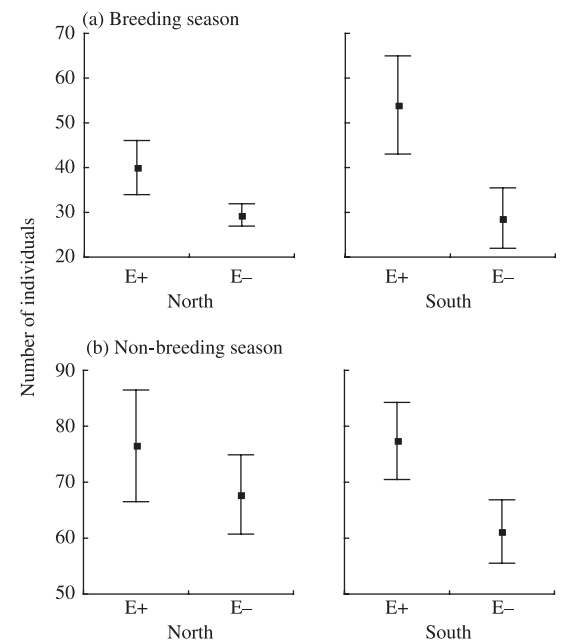 (a) Breeding season
70
60
50
40
30
20
E+ E– E+ E–
North South
Number of individuals
(b) Non-breeding season
90
80
70
60
50
E+ E– E+ E–
North South